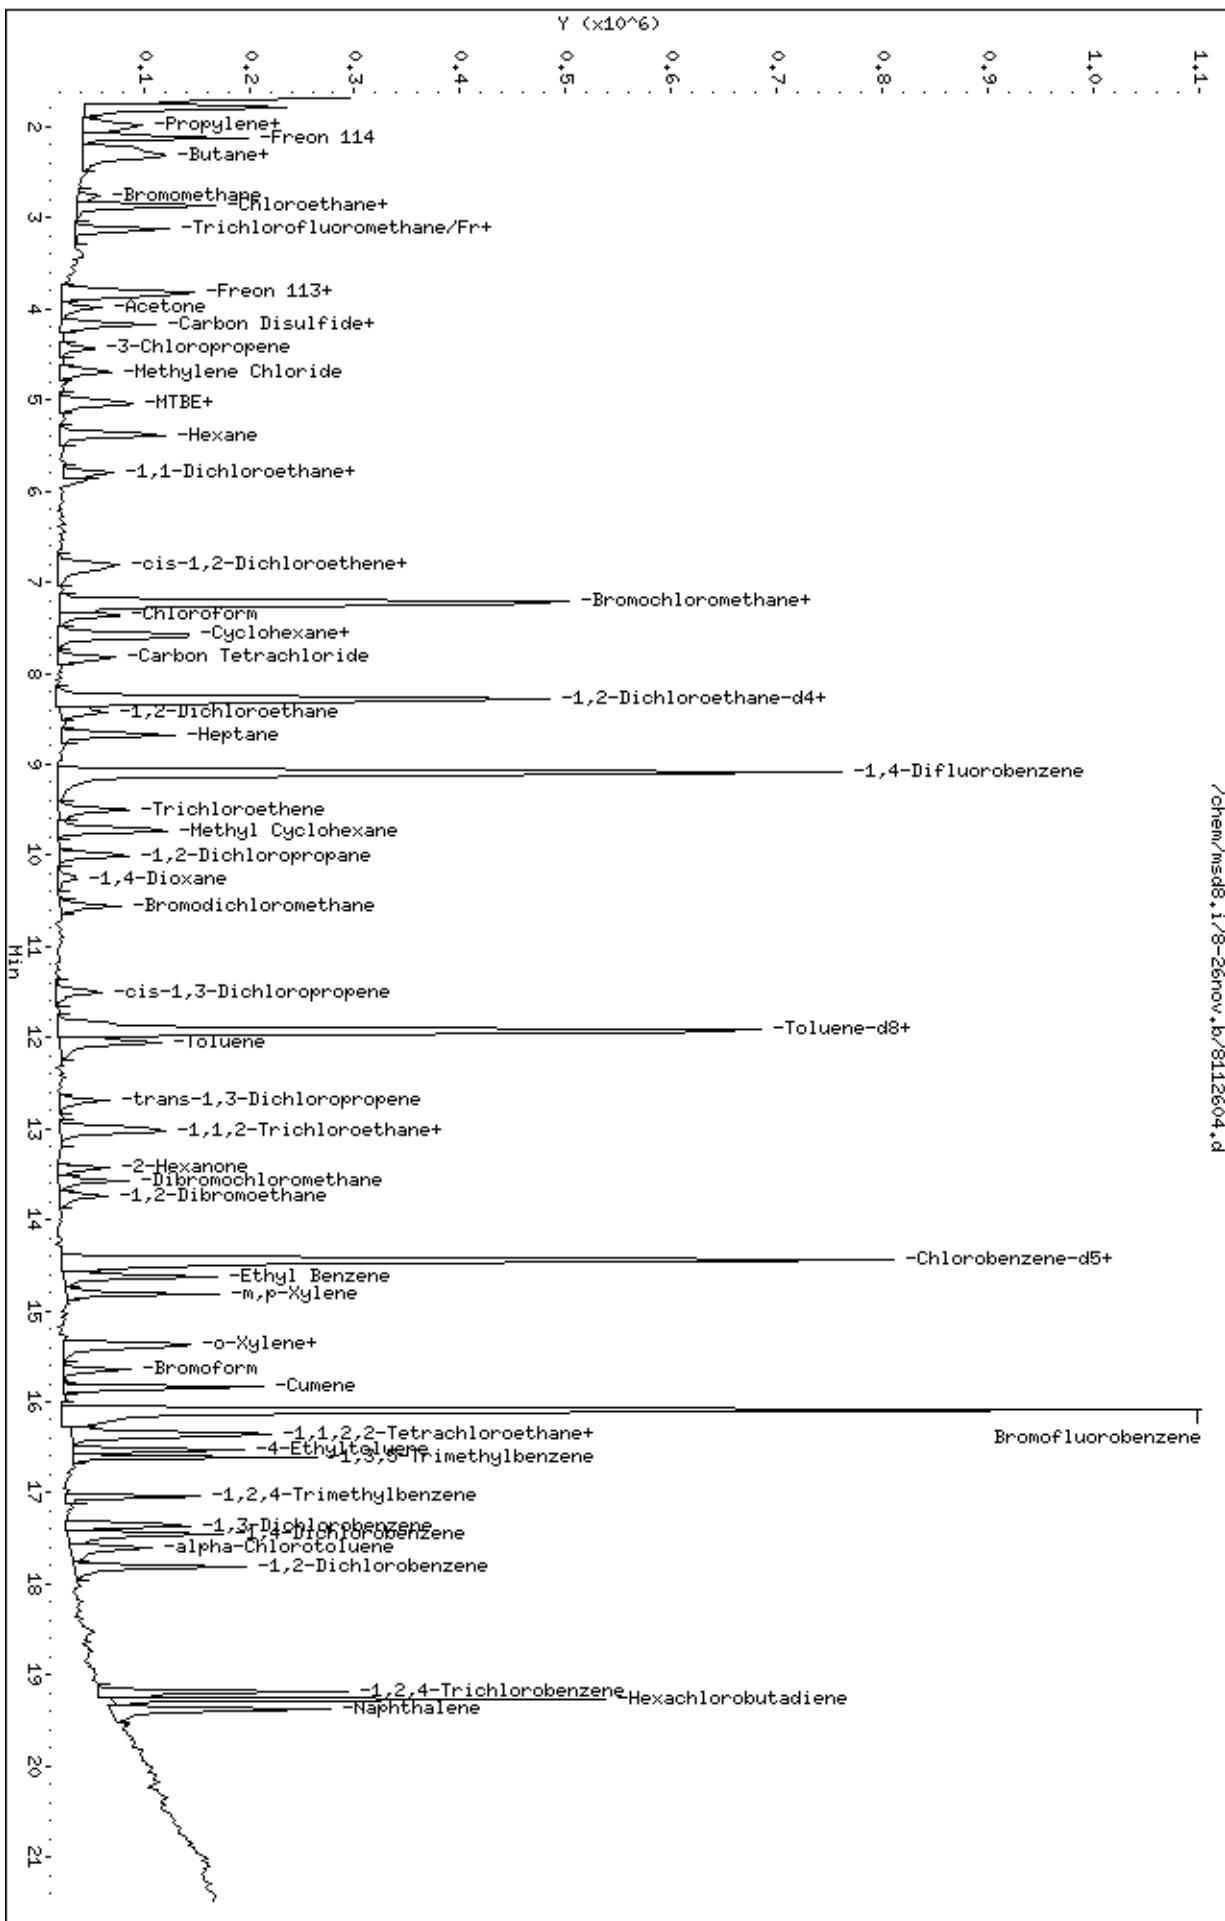 Y (x10^6)
0.1
0.2
0.3
0.4
0.5
0.6
0.7
0.8
0.9
1.0
1.1
/chem/msd8.i/8-26nov.b/8112604.d
2
-Propylene+
-Freon 114
-Butane+
-Bromomethane
-Chloroethane+
3
-Trichlorofluoromethane/Fr+
-Freon 113+
4
-Acetone
-Carbon Disulfide+
-3-Chloropropene
-Methylene Chloride
5
-MTBE+
-Hexane
-1,1-Dichloroethane+
6
-cis-1,2-Dichloroethene+
7
-Bromochloromethane+
-Chloroform
-Cyclohexane+
-Carbon Tetrachloride
8
-1,2-Dichloroethane-d4+
-1,2-Dichloroethane
-Heptane
9
-1,4-Difluorobenzene
-Trichloroethene
-Methyl Cyclohexane
10
-1,2-Dichloropropane
-1,4-Dioxane
-Bromodichloromethane
11
Min
-cis-1,3-Dichloropropene
-Toluene-d8+
12
-Toluene
-trans-1,3-Dichloropropene
13
-1,1,2-Trichloroethane+
-2-Hexanone
-Dibromochloromethane
-1,2-Dibromoethane
14
-Chlorobenzene-d5+
-Ethyl Benzene
-m,p-Xylene
15
-o-Xylene+
-Bromoform
-Cumene
16
Bromofluorobenzene
-1,1,2,2-Tetrachloroethane+
-4-Ethyltoluene
-1,3,5-Trimethylbenzene
17
-1,2,4-Trimethylbenzene
-1,3-Dichlorobenzene
-1,4-Dichlorobenzene
-alpha-Chlorotoluene
-1,2-Dichlorobenzene
18
19
-1,2,4-Trichlorobenzene
-Hexachlorobutadiene
-Naphthalene
20
21